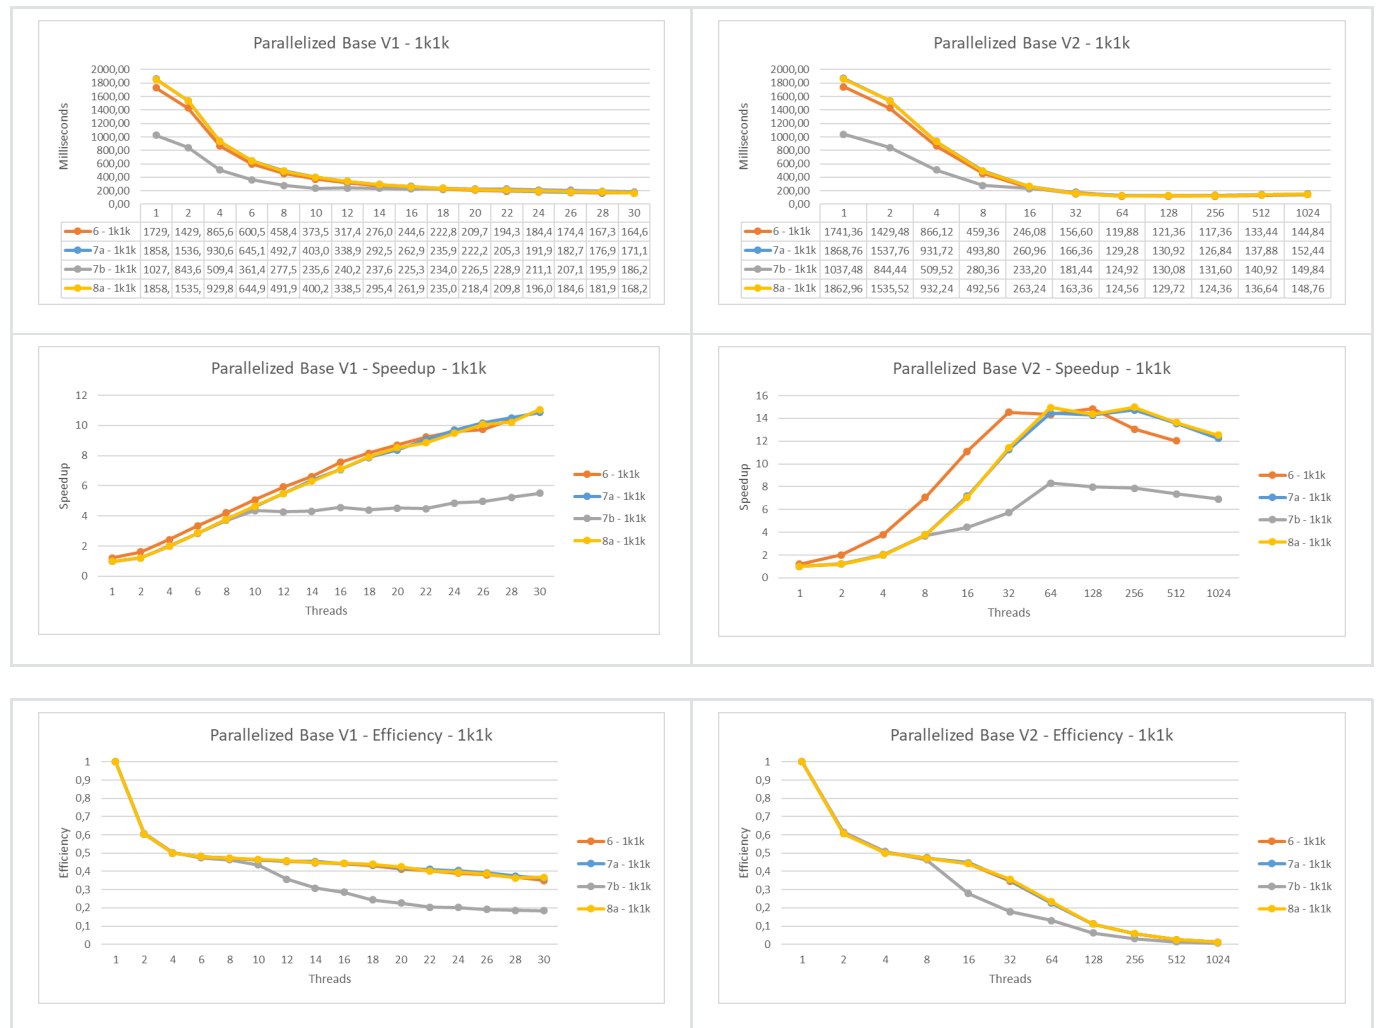 Parallelized Base V1 - 1k1k
2000,00
1800,00
1600,00
1400,00
1200,00
1000,00
800,00
600,00
400,00
200,00
0,00
Milliseconds
1 2 4 6 8 10 12 14 16 18 20 22 24 26 28 30
6 - 1k1k 1729, 1429, 865,6 600,5 458,4 373,5 317,4 276,0 244,6 222,8 209,7 194,3 184,4 174,4 167,3 164,6
7a - 1k1k 1858, 1536, 930,6 645,1 492,7 403,0 338,9 292,5 262,9 235,9 222,2 205,3 191,9 182,7 176,9 171,1
7b - 1k1k 1027, 843,6 509,4 361,4 277,5 235,6 240,2 237,6 225,3 234,0 226,5 228,9 211,1 207,1 195,9 186,2
8a - 1k1k 1858, 1535, 929,8 644,9 491,9 400,2 338,5 295,4 261,9 235,0 218,4 209,8 196,0 184,6 181,9 168,2
Parallelized Base V2 - 1k1k
2000,00
1800,00
1600,00
1400,00
1200,00
1000,00
800,00
600,00
400,00
200,00
0,00
Milliseconds
1 2 4 8 16 32 64 128 256 512 1024
6 - 1k1k 1741,36 1429,48 866,12 459,36 246,08 156,60 119,88 121,36 117,36 133,44 144,84
7a - 1k1k 1868,76 1537,76 931,72 493,80 260,96 166,36 129,28 130,92 126,84 137,88 152,44
7b - 1k1k 1037,48 844,44 509,52 280,36 233,20 181,44 124,92 130,08 131,60 140,92 149,84
8a - 1k1k 1862,96 1535,52 932,24 492,56 263,24 163,36 124,56 129,72 124,36 136,64 148,76
Parallelized Base V1 - Speedup - 1k1k
12
10
8
6
4
2
0
Speedup
1 2 4 6 8 10 12 14 16 18 20 22 24 26 28 30
Threads
6 - 1k1k
7a - 1k1k
7b - 1k1k
8a - 1k1k
Parallelized Base V2 - Speedup - 1k1k
16
14
12
10
8
6
4
2
0
Speedup
1 2 4 8 16 32 64 128 256 512 1024
Threads
6 - 1k1k
7a - 1k1k
7b - 1k1k
8a - 1k1k
Parallelized Base V1 - Efficiency - 1k1k
1
0,9
0,8
0,7
0,6
0,5
0,4
0,3
0,2
0,1
0
Efficiency
1 2 4 6 8 10 12 14 16 18 20 22 24 26 28 30
Threads
6 - 1k1k
7a - 1k1k
7b - 1k1k
8a - 1k1k
Parallelized Base V2 - Efficiency - 1k1k
1
0,9
0,8
0,7
0,6
0,5
0,4
0,3
0,2
0,1
0
Efficiency
1 2 4 8 16 32 64 128 256 512 1024
Threads
6 - 1k1k
7a - 1k1k
7b - 1k1k
8a - 1k1k